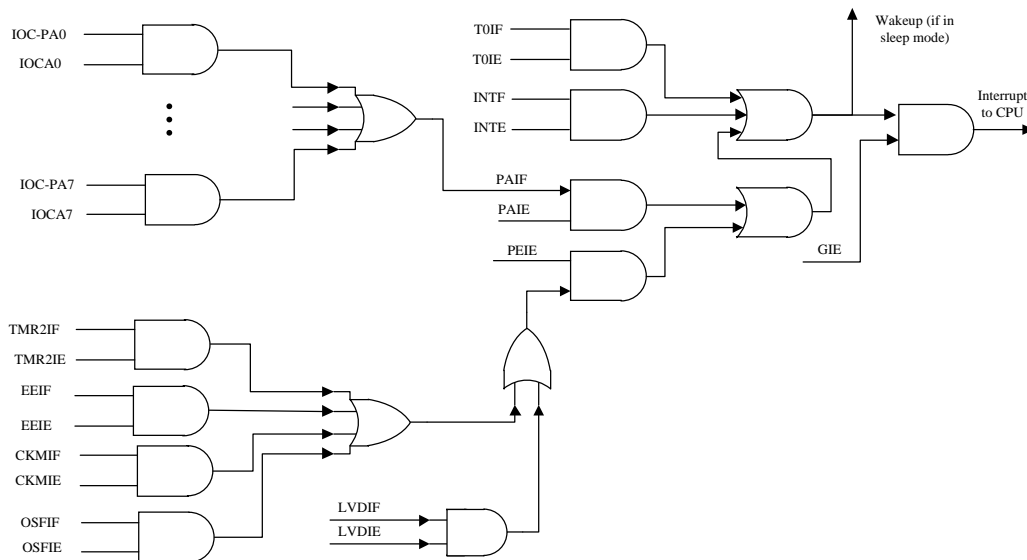 IOC-PA0
IOCA0
IOC-PA7
IOCA7
T0IF
T0IE
INTF
INTE
PAIF
PAIE
PEIE
Wakeup (if in
sleep mode)
Interrupt
to CPU
GIE
TMR2IF
TMR2IE
EEIF
EEIE
CKMIF
CKMIE
OSFIF
OSFIE
LVDIF
LVDIE